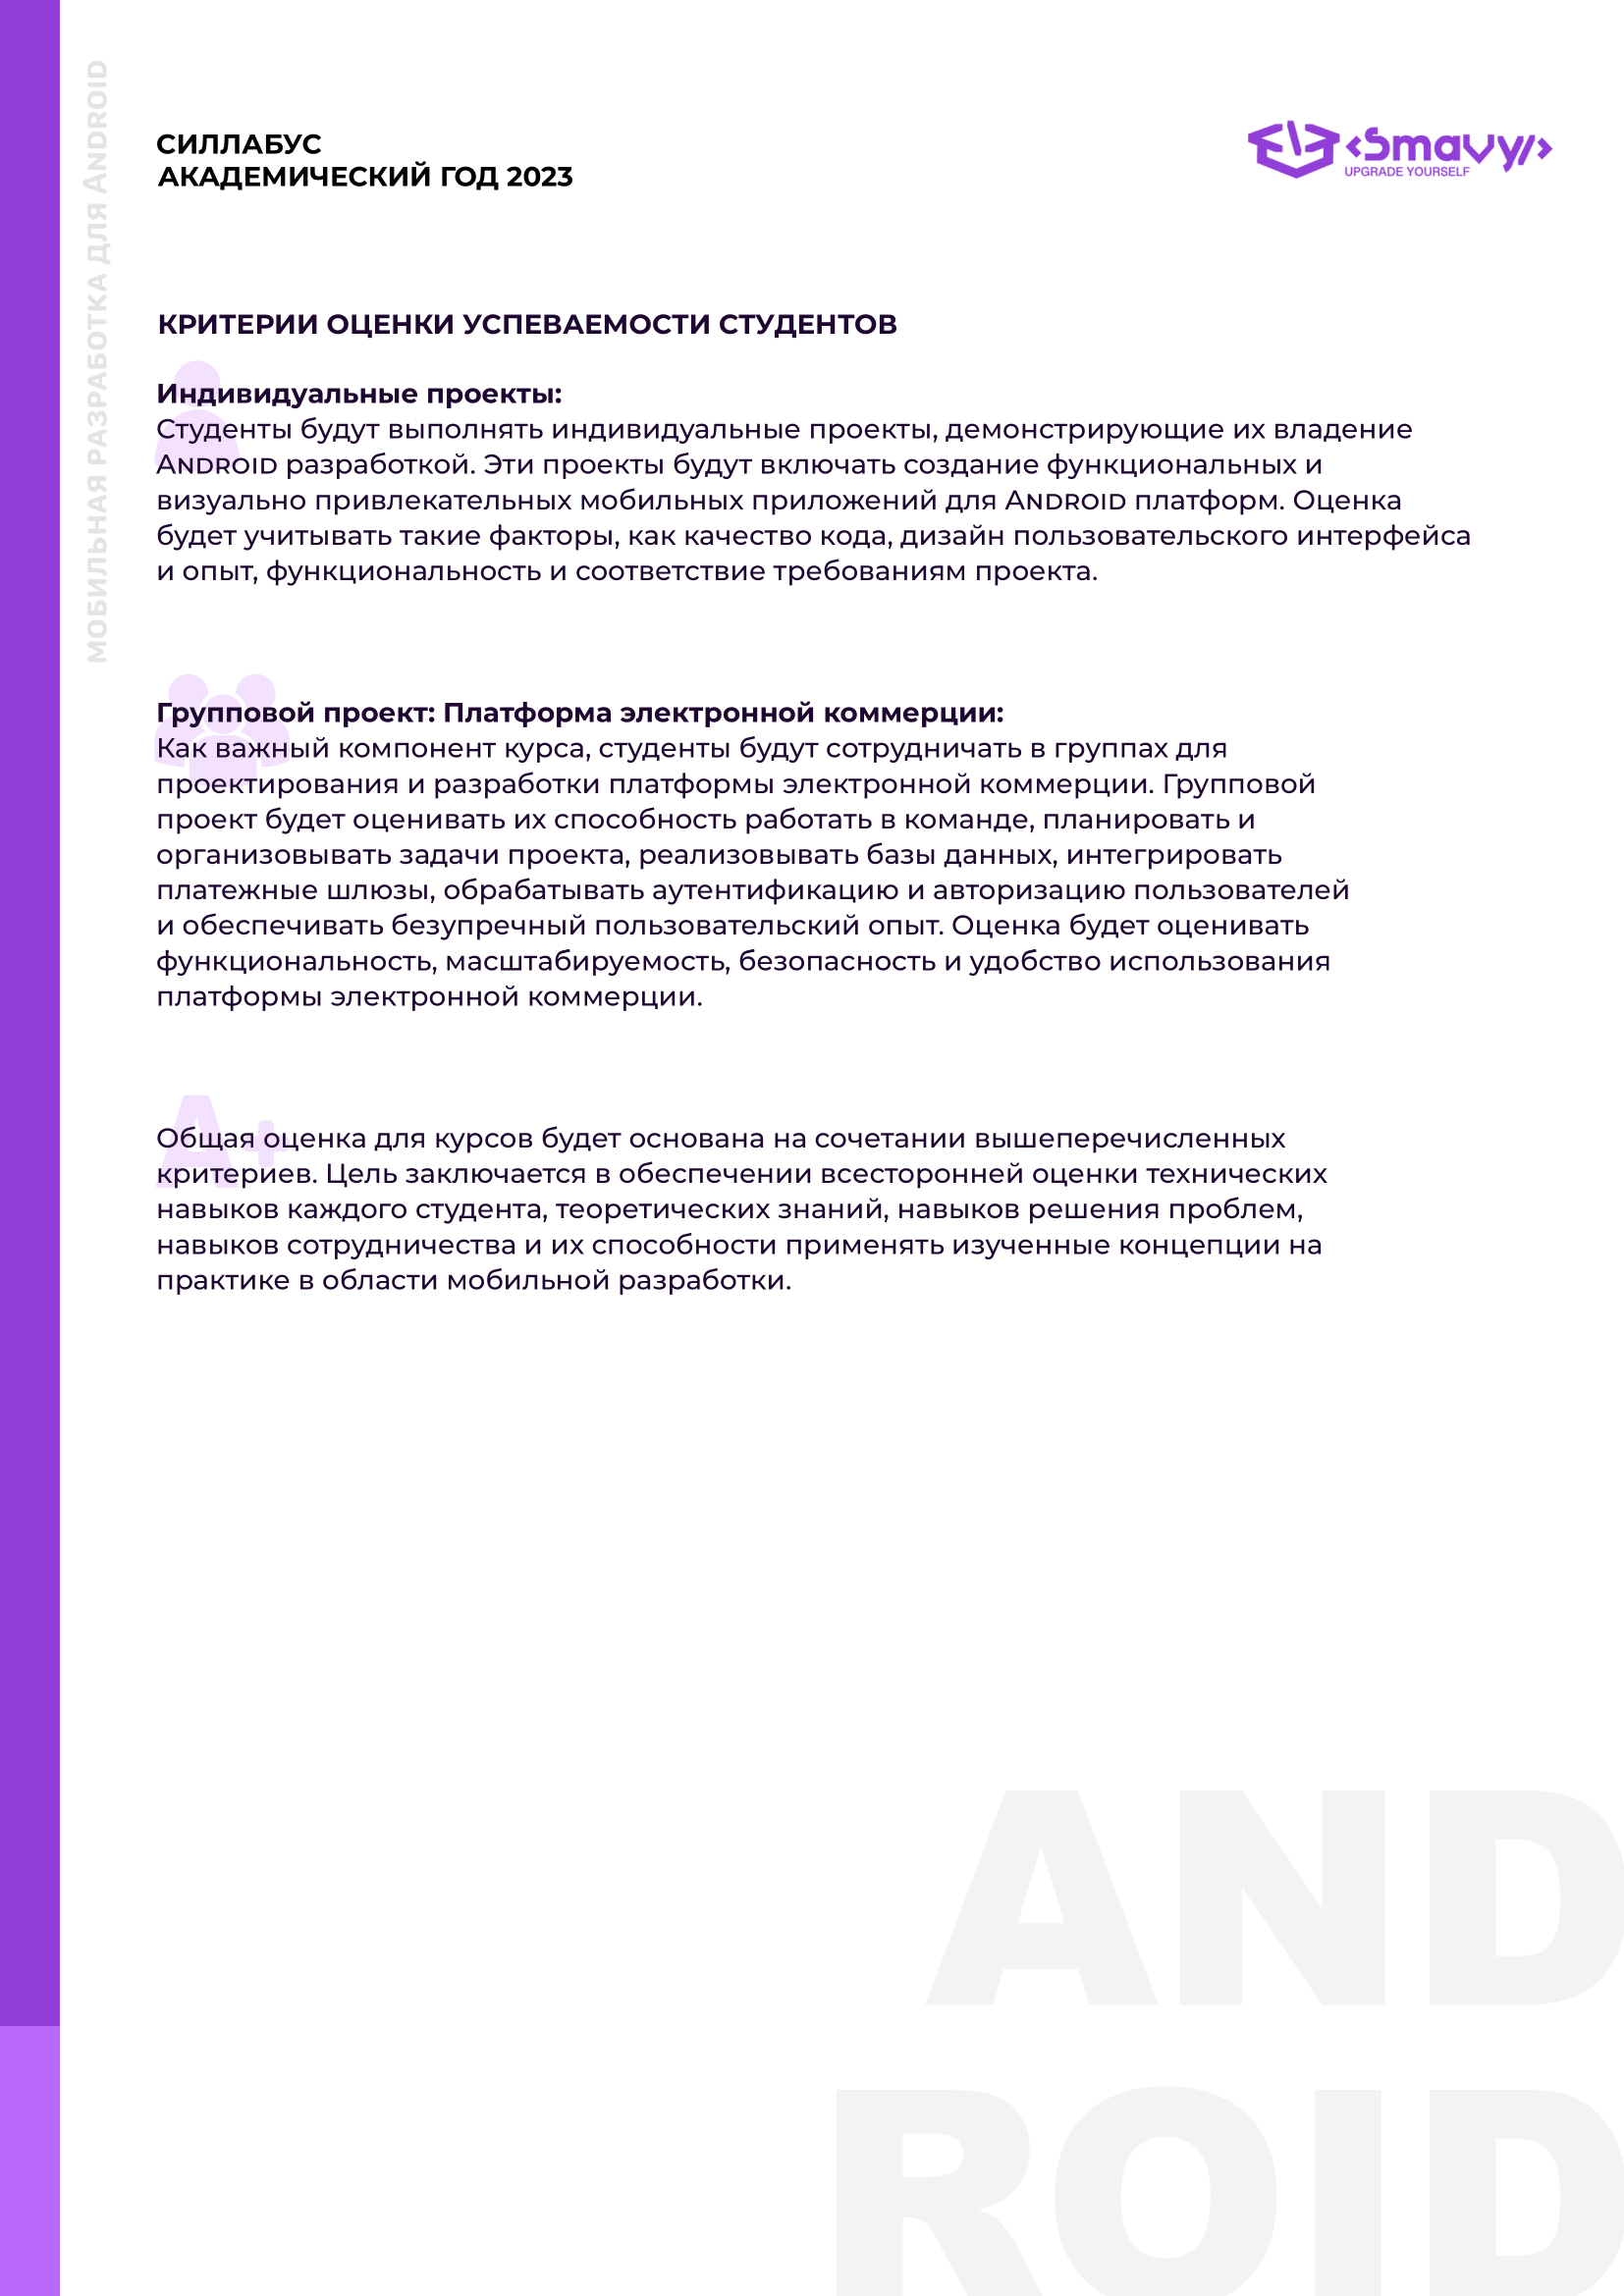 МОБИЛЬНАЯ РАЗРАБОТКА ДЛЯ ANDROID
СИЛЛАБУС
АКАДЕМИЧЕСКИЙ ГОД 2023
<Smavy/>
UPGRADE YOURSELF
КРИТЕРИИ ОЦЕНКИ УСПЕВАЕМОСТИ СТУДЕНТОВ
Индивидуальные проекты:
Студенты будут выполнять индивидуальные проекты, демонстрирующие их владение
ANDROID разработкой. Эти проекты будут включать создание функциональных и
визуально привлекательных мобильных приложений для ANDROID платформ. Оценка
будет учитывать такие факторы, как качество кода, дизайн пользовательского интерфейса
и опыт, функциональность и соответствие требованиям проекта.
Групповой проект: Платформа электронной коммерции:
Как важный компонент курса, студенты будут сотрудничать в группах для
проектирования и разработки платформы электронной коммерции. Групповой
проект будет оценивать их способность работать в команде, планировать и
организовывать задачи проекта, реализовывать базы данных, интегрировать
платежные шлюзы, обрабатывать аутентификацию и авторизацию пользователей
и обеспечивать безупречный пользовательский опыт. Оценка будет оценивать
функциональность, масштабируемость, безопасность и удобство использования
платформы электронной коммерции.
A+
Общая оценка для курсов будет основана на сочетании вышеперечисленных
критериев. Цель заключается в обеспечении всесторонней оценки технических
навыков каждого студента, теоретических знаний, навыков решения проблем,
навыков сотрудничества и их способности применять изученные концепции на
практике в области мобильной разработки.
AND
ROID